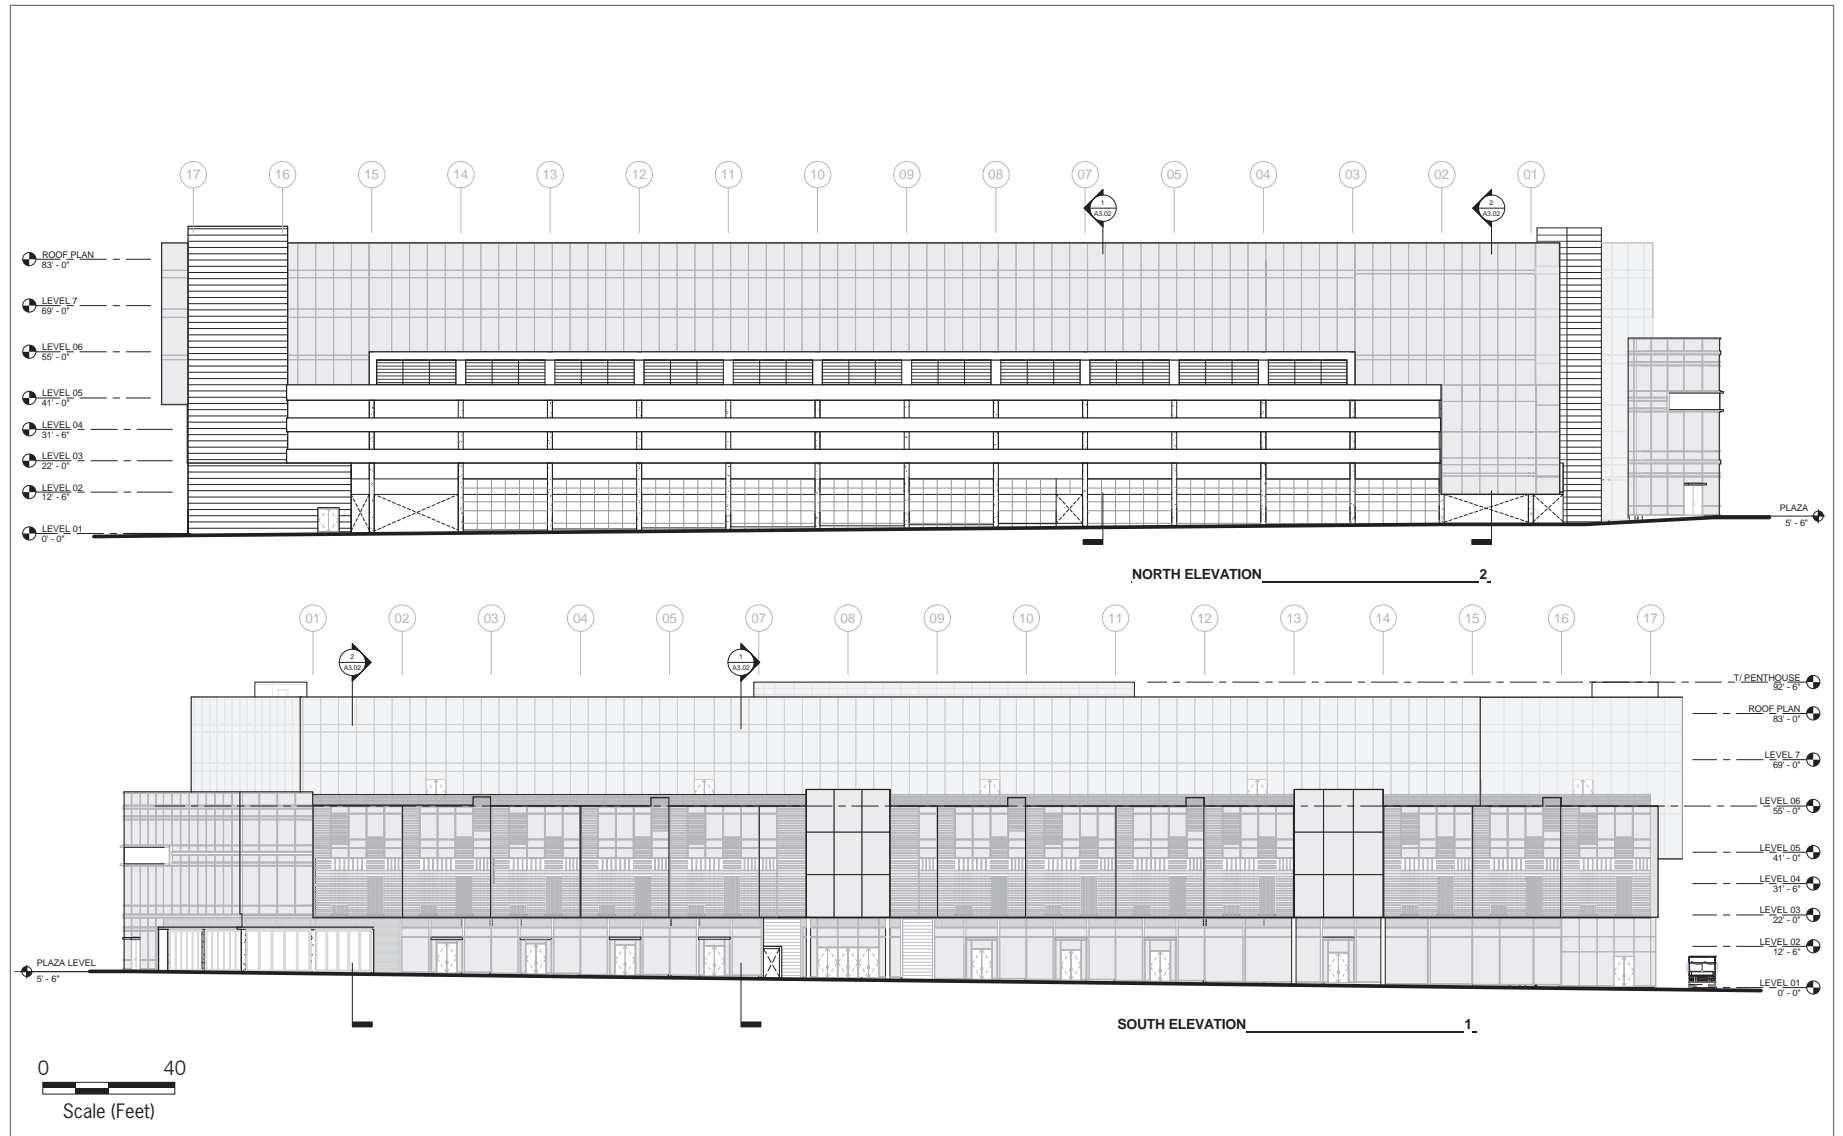 17 16 15 14 13 12 11 10 09 08 07 05 04 03 02 01
1
A3.02
2
A3.02
ROOF PLAN
83' - 0"
LEVEL 7
69' - 0"
LEVEL 06
55' - 0"
LEVEL 05
41' - 0"
LEVEL 04
31' - 6"
LEVEL 03
22' - 0"
LEVEL 02
12' - 6"
LEVEL 01
0' - 0"
PLAZA
5' - 6"
NORTH ELEVATION 2
01 02 03 04 05 07 08 09 10 11 12 13 14 15 16 17
2
A3.02
1
A3.02
T/ PENTHOUSE
92' - 6"
ROOF PLAN
83' - 0"
LEVEL 7
69' - 0"
LEVEL 06
55' - 0"
LEVEL 05
41' - 0"
LEVEL 04
31' - 6"
LEVEL 03
22' - 0"
LEVEL 02
12' - 6"
LEVEL 01
0' - 0"
PLAZA LEVEL
5' - 6"
SOUTH ELEVATION 1
0 40
Scale (Feet)